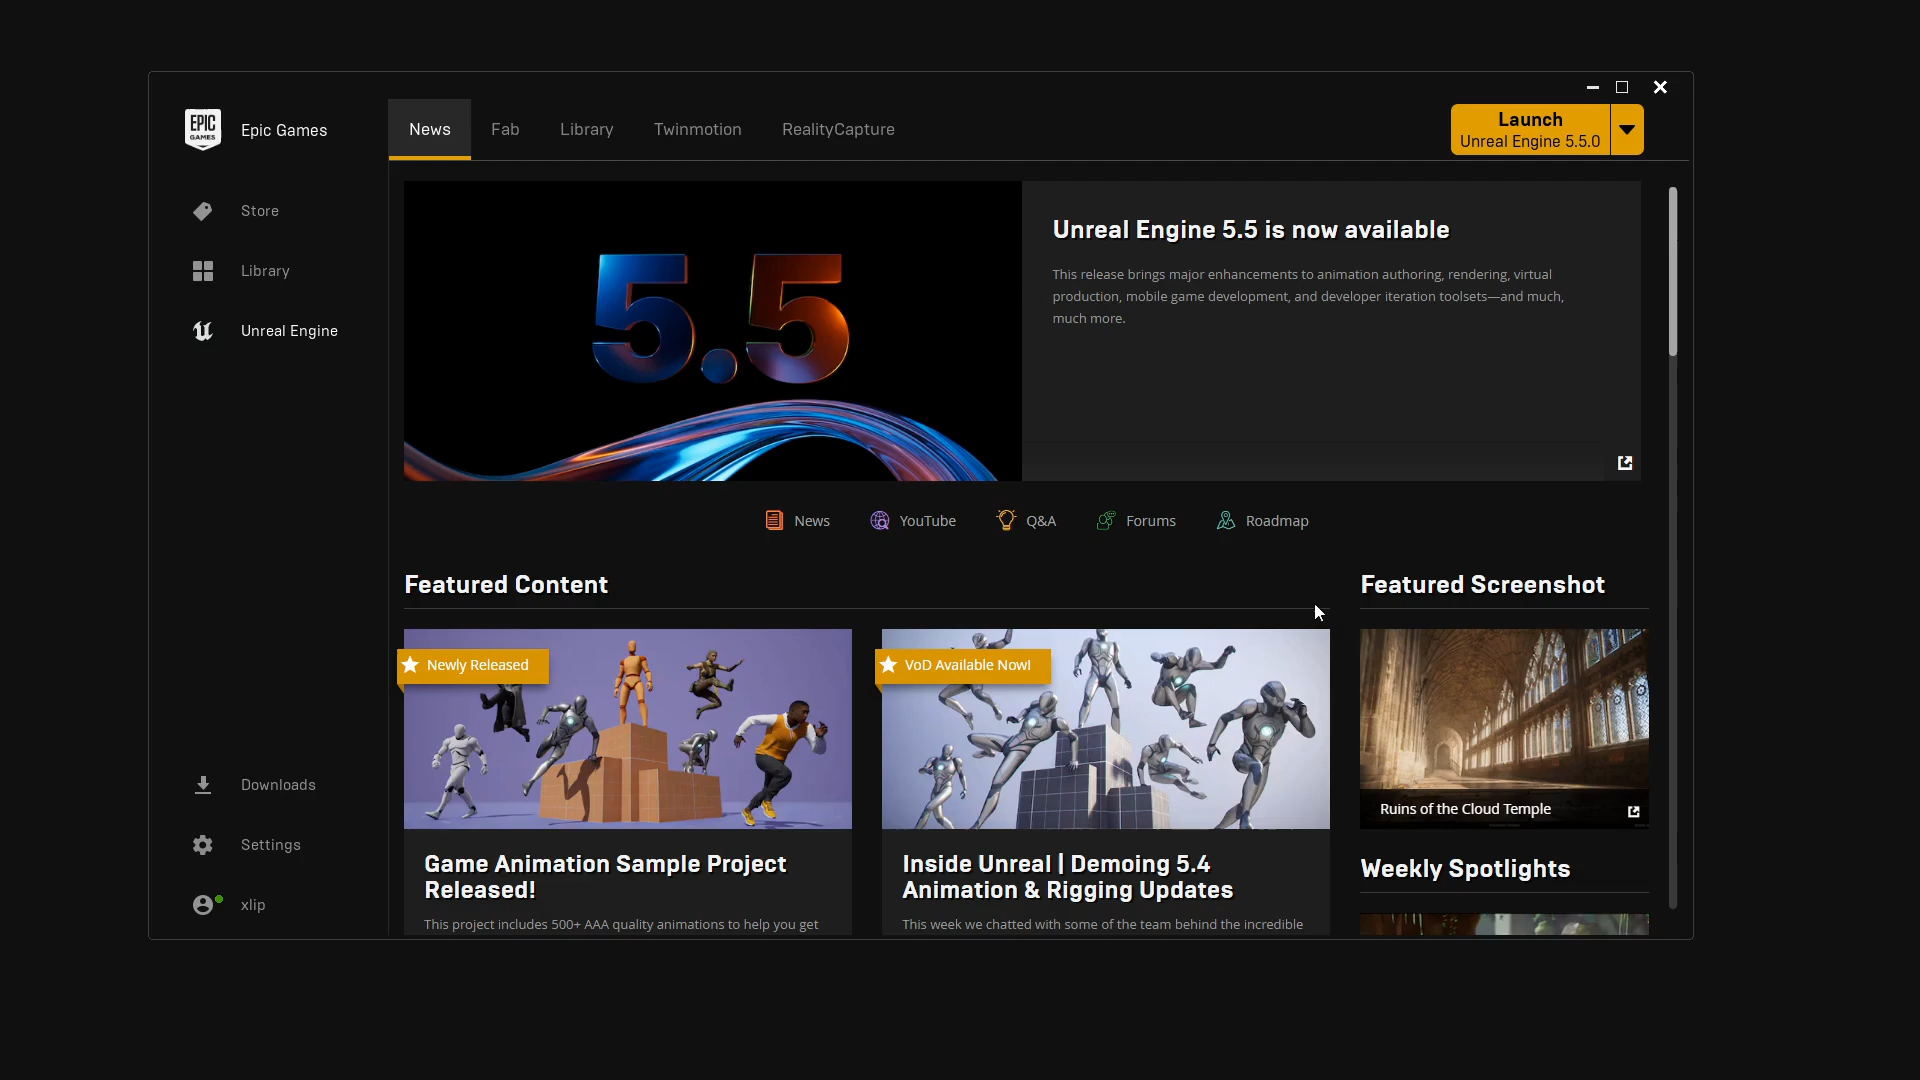 EPIC
GAMES
Epic Games
News
Fab
Library
Twinmotion
RealityCapture
Launch
Unreal Engine 5.5.0
Store
Library
Unreal Engine
5.5
Unreal Engine 5.5 is now available
This release brings major enhancements to animation authoring, rendering, virtual
production, mobile game development, and developer iteration toolsets—and much,
much more.
News
YouTube
Q&A
Forums
Roadmap
Featured Content
Newly Released
Game Animation Sample Project
Released!
This project includes 500+ AAA quality animations to help you get
VoD Available Now!
Inside Unreal | Demoing 5.4
Animation & Rigging Updates
This week we chatted with some of the team behind the incredible
Featured Screenshot
Ruins of the Cloud Temple
Weekly Spotlights
Downloads
Settings
xlip